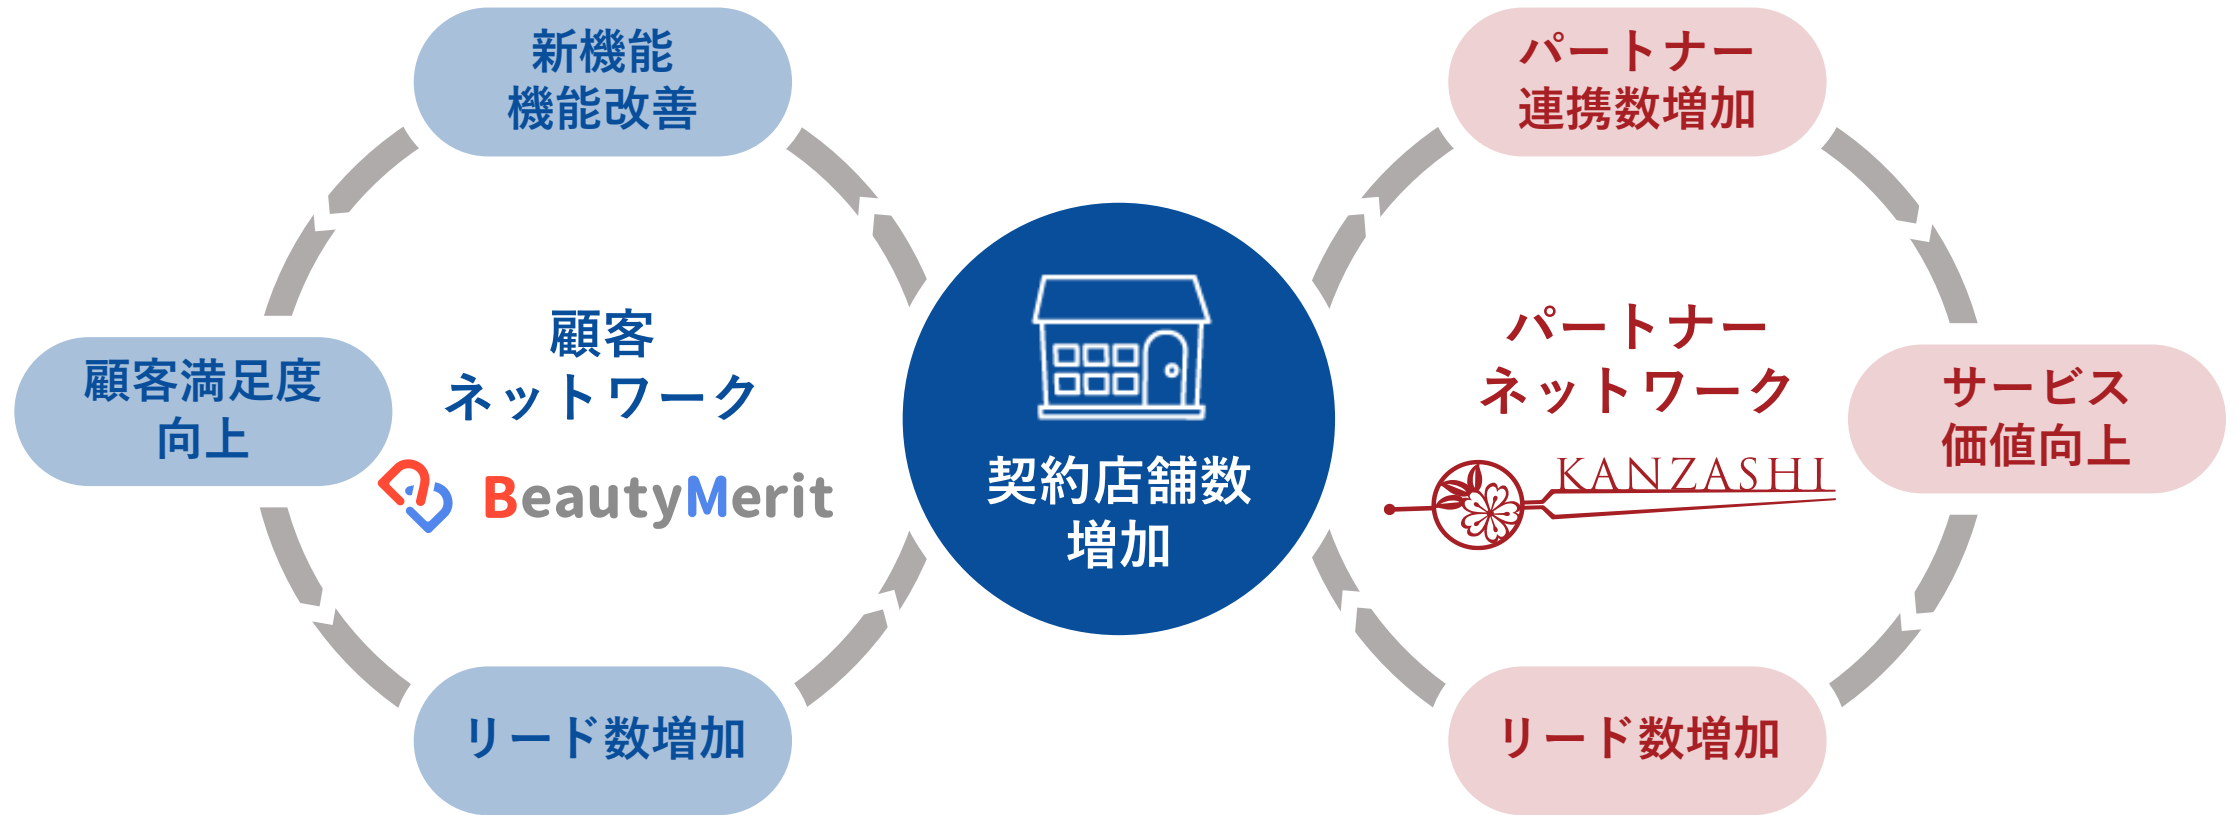 新機能
機能改善
顧客満足度
向上
顧客
ネットワーク
BeautyMerit
リード数増加
契約店舗数
増加
パートナー
連携数増加
パートナー
ネットワーク
KANZASHI
サービス
価値向上
リード数増加